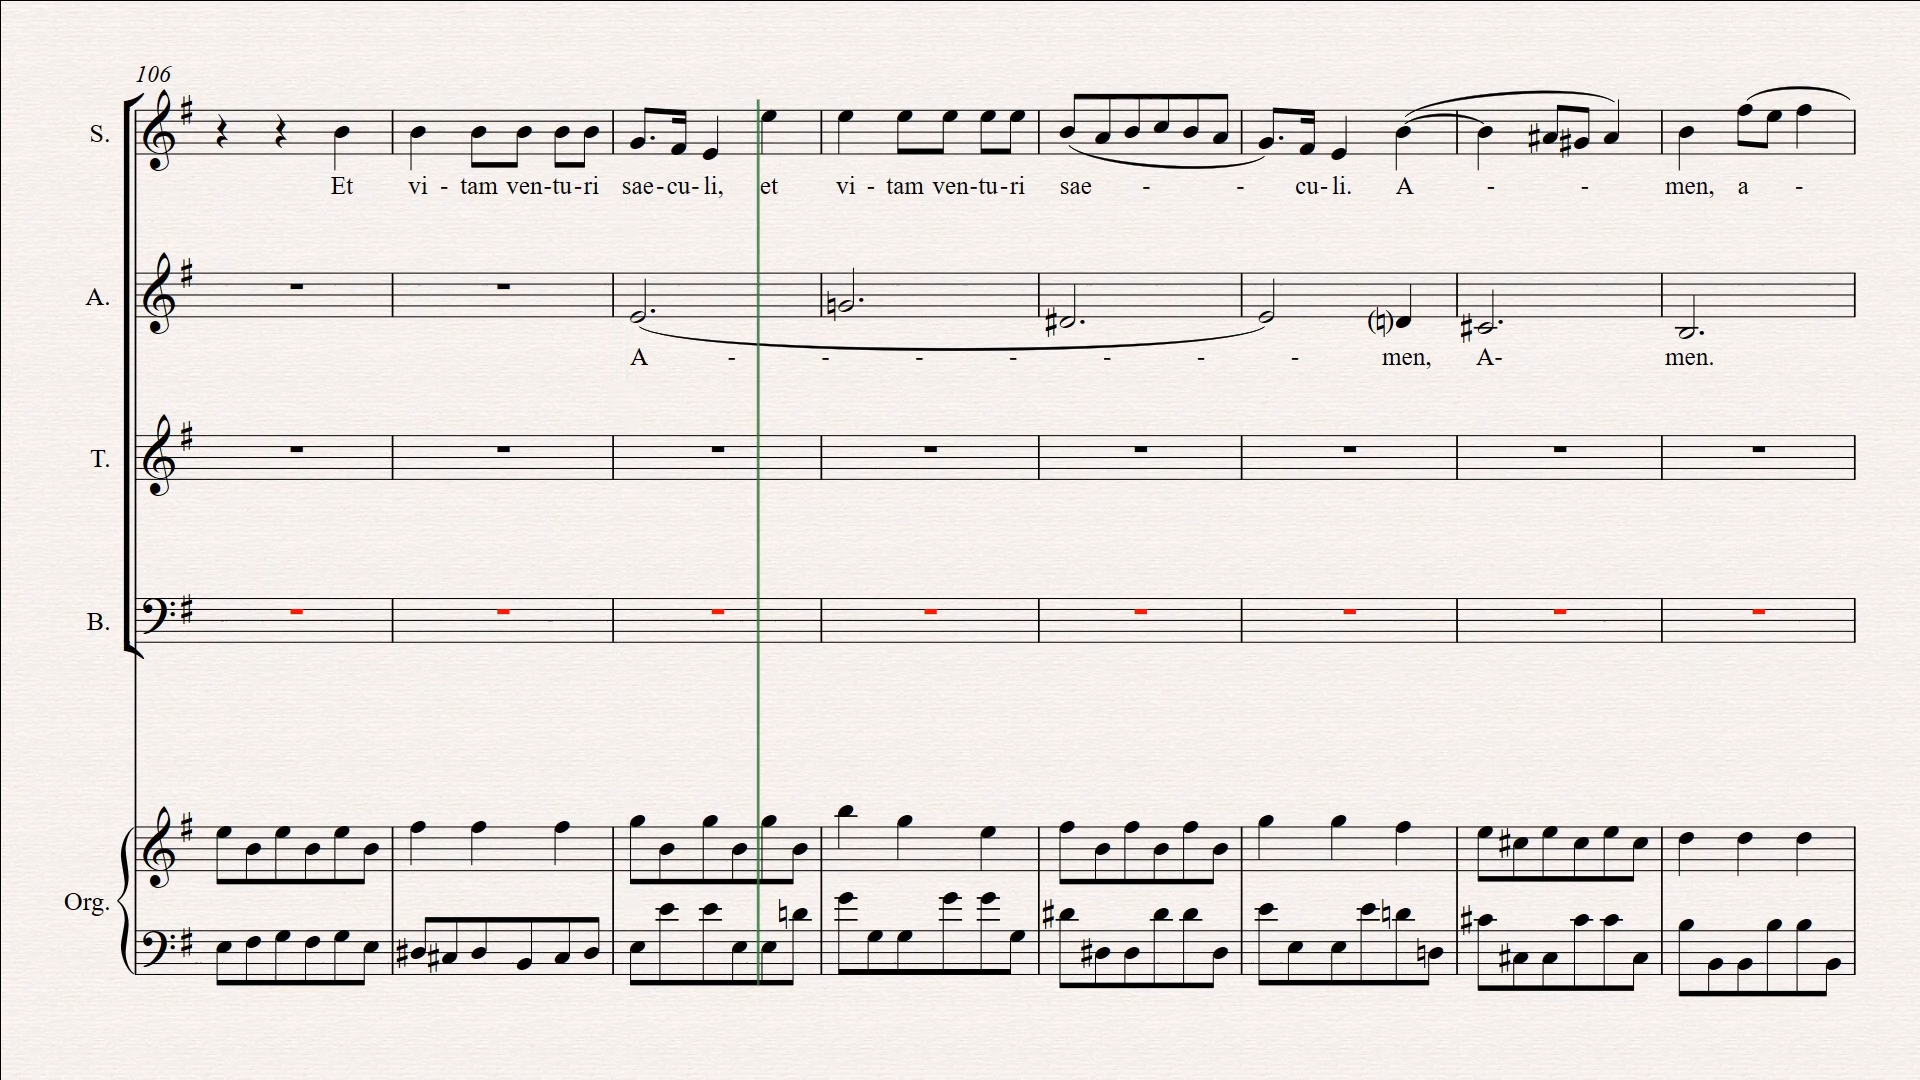 106
S.
Et vi - tam ven-tu-ri sae-cu-li, et vi - tam ven-tu-ri sae - - cu-li. A - - men, a -
A.
A - - - - - - - men, A- men.
T.
B.
Org.